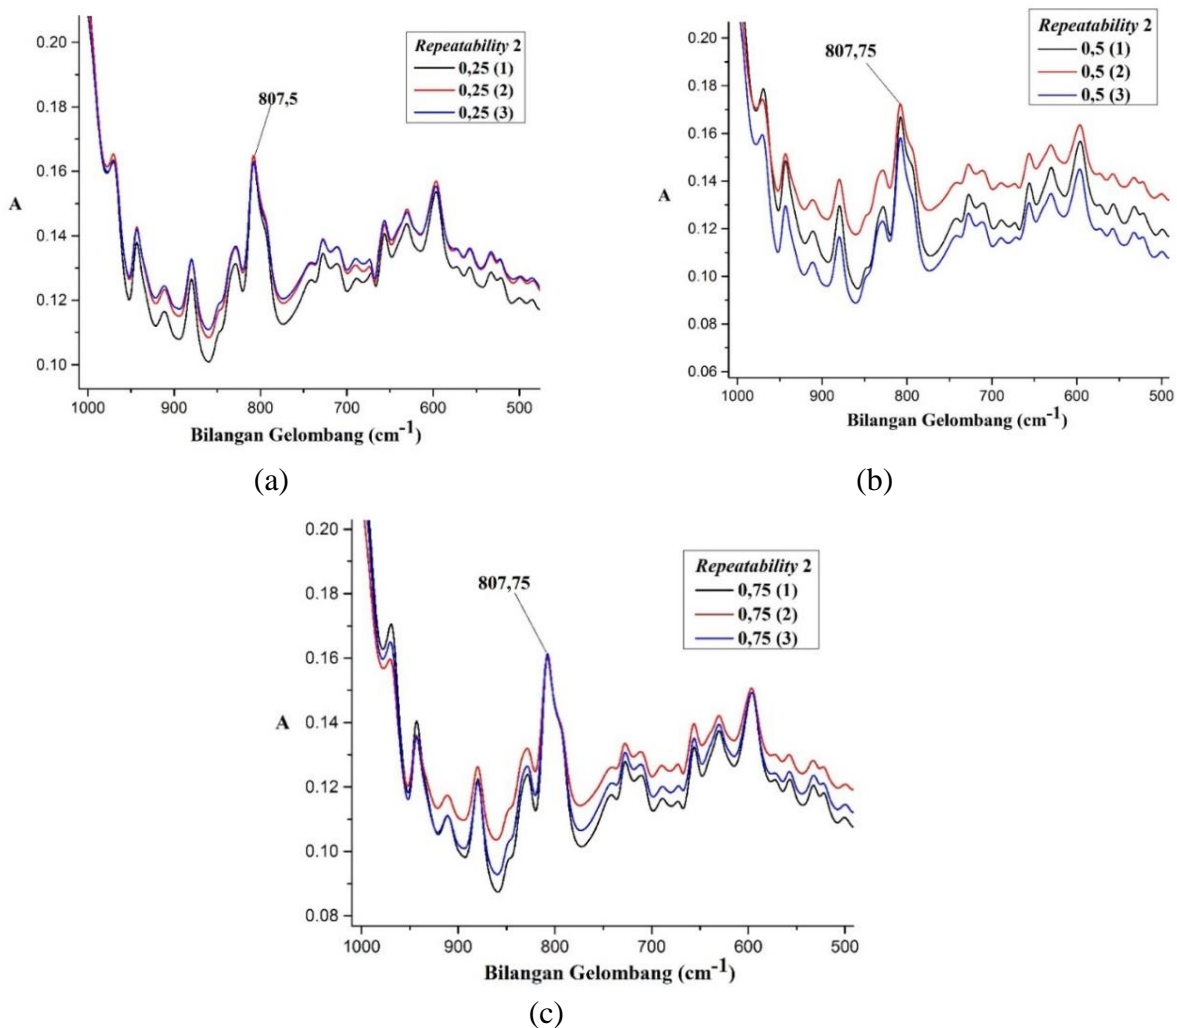 Repeatability 2
0,25 (1)
0,25 (2)
0,25 (3)
807,5
0.20
0.18
0.16
0.14
0.12
0.10
A
1000 900 800 700 600 500
Bilangan Gelombang (cm-1)
(a)
Repeatability 2
0,5 (1)
0,5 (2)
0,5 (3)
807,75
0.20
0.18
0.16
0.14
0.12
0.10
0.08
0.06
A
1000 900 800 700 600 500
Bilangan Gelombang (cm-1)
(b)
Repeatability 2
0,75 (1)
0,75 (2)
0,75 (3)
807,75
0.20
0.18
0.16
0.14
0.12
0.10
0.08
A
1000 900 800 700 600 500
Bilangan Gelombang (cm-1)
(c)